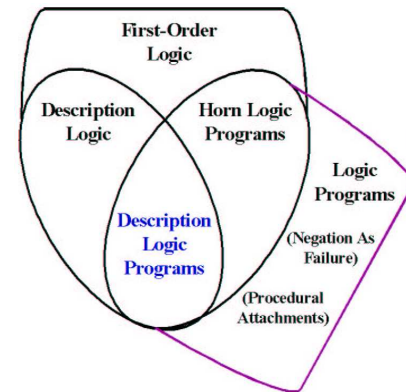 First-Order
Logic
Description
Logic
Horn Logic
Programs
Logic
Programs
Description
Logic
Programs
(Negation As
Failure)
(Procedural
Attachments)